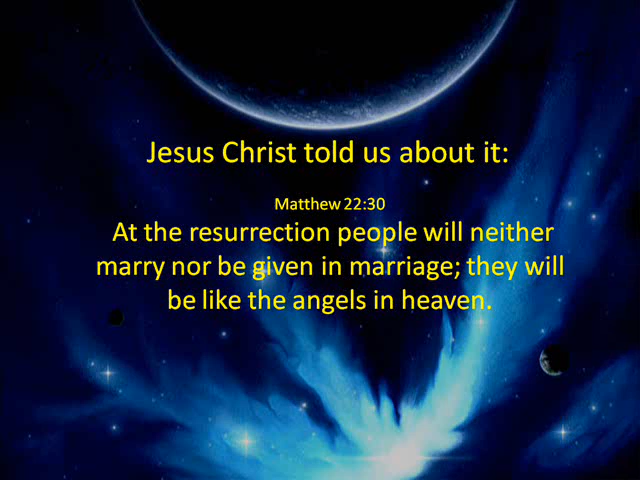 Jesus Christ told us about it:
Matthew 22:30
At the resurrection people will neither
marry nor be given in marriage; they will
be like the angels in heaven.